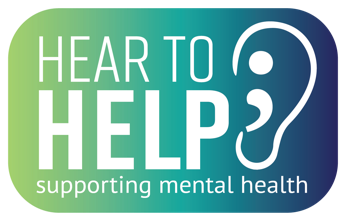 HEAR TO
HELP
supporting mental health